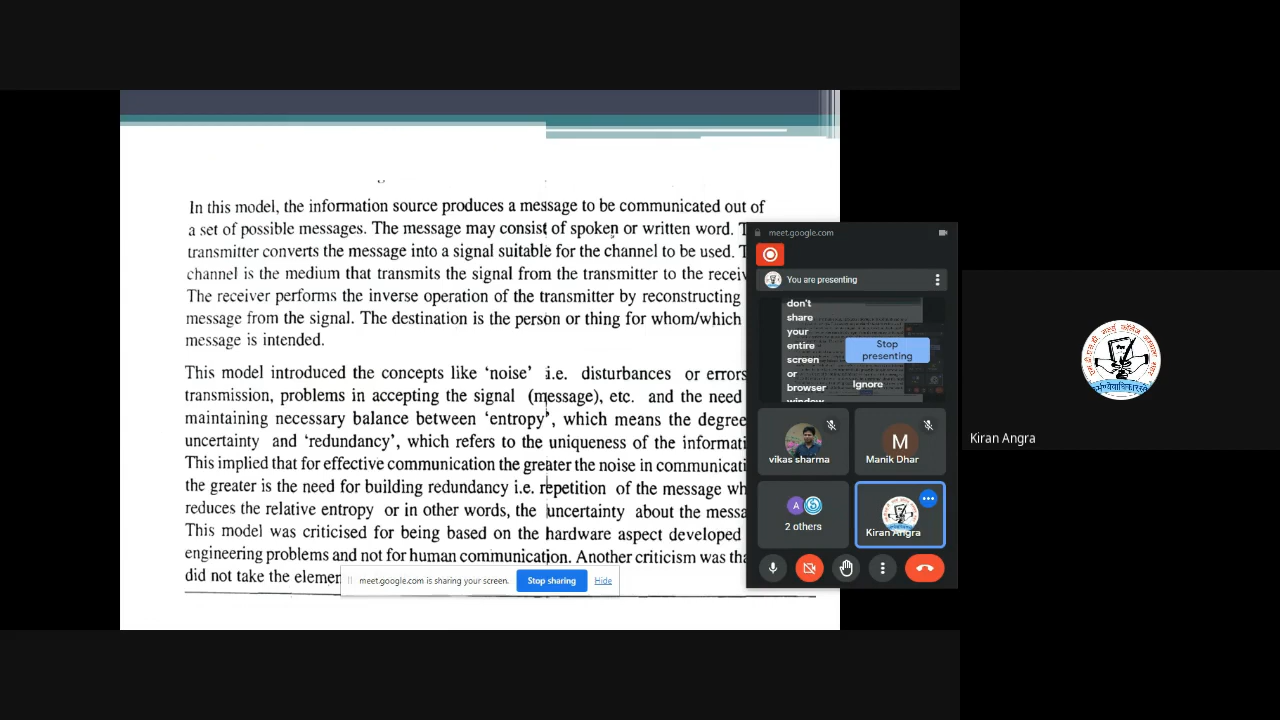 In this model, the information source produces a message to be communicated out of
a set of possible messages. The message may consist of spoken or written word.
transmitter converts the message into a signal suitable for the channel to be used.
channel is the medium that transmits the signal from the transmitter to the
The receiver performs the inverse operation of the transmitter by reconstructing
message from the signal. The destination is the person or thing for whom/which
message is intended.
This model introduced the concepts like 'noise' i.e. disturbances or errors
transmission, problems in accepting the signal (message), etc. and the need
maintaining necessary balance between 'entropy', which means the degree
uncertainty and 'redundancy', which refers to the uniqueness of the
This implied that for effective communication the greater the noise in
the greater is the need for building redundancy i.e. repetition of the message
reduces the relative entropy or in other words, the uncertainty about the
This model was criticised for being based on the hardware aspect developed
engineering problems and not for human communication. Another criticism was
did not take the
meet.google.com is sharing your screen.
Stop sharing
Hide
meet.google.com
You are presenting
don't
share
your
entire
screen
or
browser
window
Stop
presenting
Ignore
vikas sharma
M
Manik Dhar
A
2 others
Kiran Angra
Kiran Angra